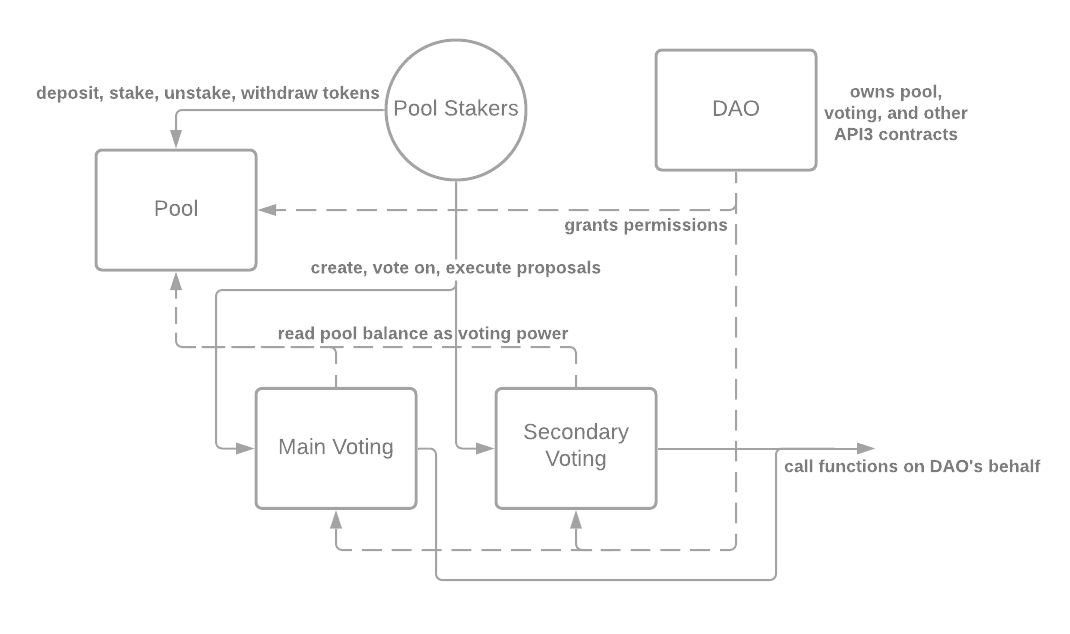 deposit, stake, unstake, withdraw tokens
Pool Stakers
DAO
owns pool,
voting, and other
API3 contracts
Pool
grants permissions
create, vote on, execute proposals
read pool balance as voting power
Main Voting
Secondary
Voting
call functions on DAO's behalf